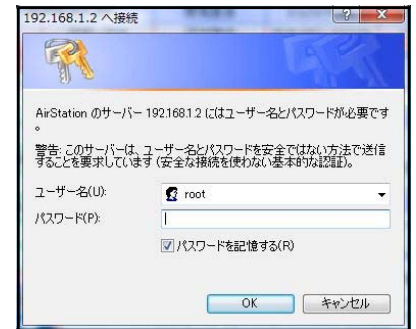 192.168.1.2 へ接続
AirStation のサーバー 192.168.1.2 にはユーザー名とパスワードが必要です
。
警告: このサーバーは、ユーザー名とパスワードを安全ではない方法で送信
することを要求しています (安全な接続を使わない基本的な認証)。
ユーザー名(U):
root
パスワード(P):
パスワードを記憶する(R)
OK
キャンセル